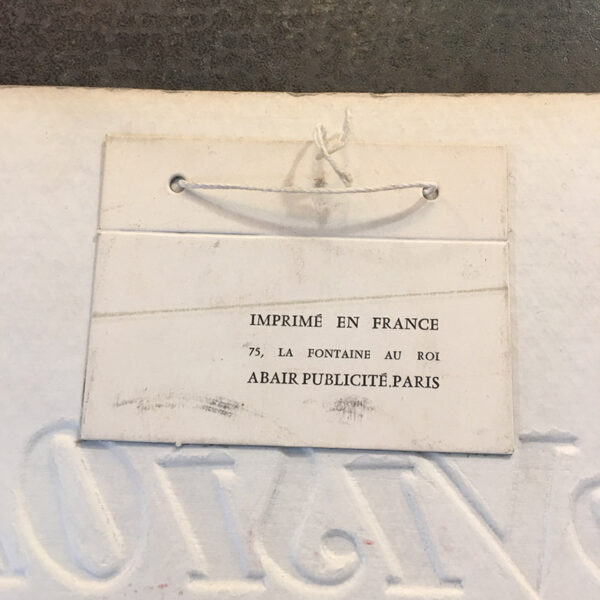 IMPRIMÉ EN FRANCE
75, LA FONTAINE AU ROI
ABAIR PUBLICITÉ.PARIS